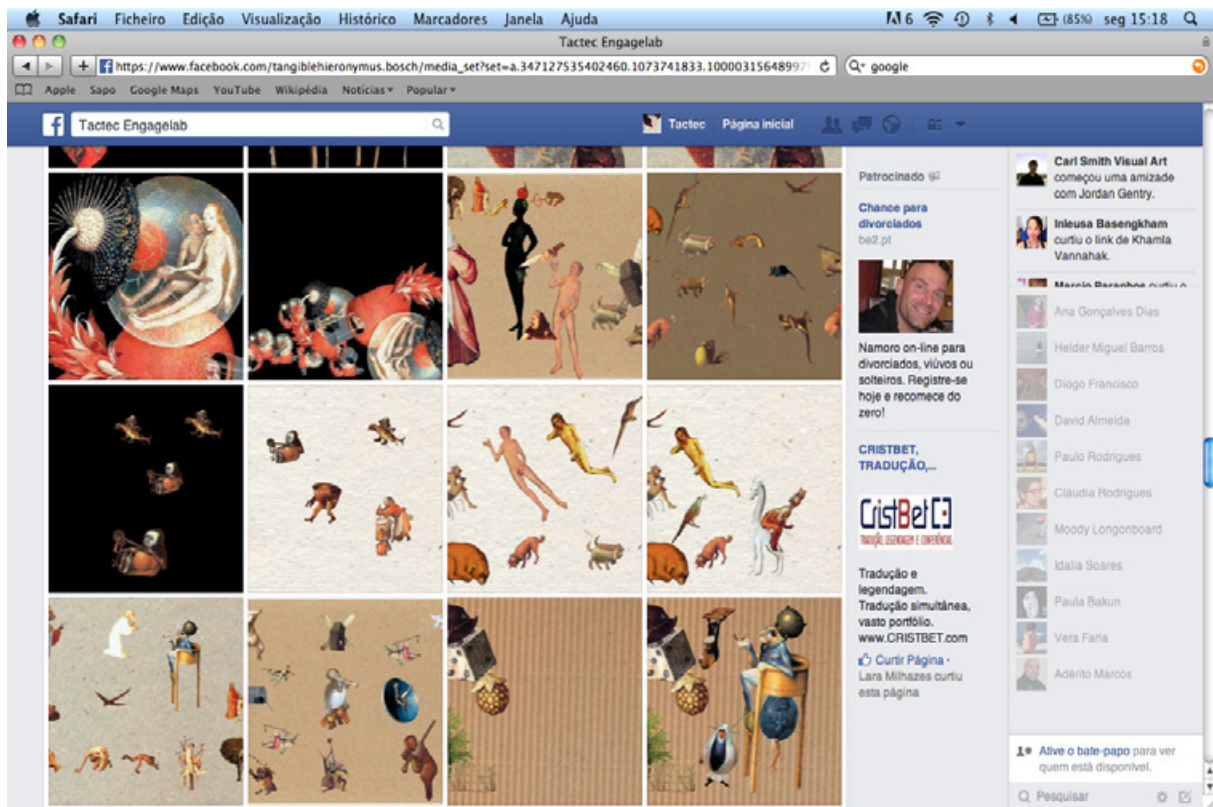 Safari Ficheiro Edição Visualização Histórico Marcadores Janela Ajuda
6 (85%) seg 15:18
Tactec Engagelab
https://www.facebook.com/tangiblehieronymus.bosch/media_set?set=a.347127535402460.1073741833.10000315648997
google
Apple Sapo Google Maps YouTube Wikipédia Notícias Popular
Tactec Engagelab
Tactec Página inicial
Patrocinado
Chance para
divorciados
be2.pt
Namoro on-line para
divorciados, viúvos ou
solteiros. Registre-se
hoje e recomece do
zero!
CRISTBET,
TRADUÇÃO,...
CristBet
TRADUÇÃO, LEGENDAGEM E CONFERÊNCIAS
Tradução e
legendagem.
Tradução simultânea,
vasto portfólio.
www.CRISTBET.com
Curtir Página ·
Lara Milhazes curtiu
esta página
Carl Smith Visual Art
começou uma amizade
com Jordan Gentry.
Inleusa Basengkham
curtiu o link de Khamla
Vannahak.
Marcio Paranhos curtiu o
Ana Gonçalves Dias
Helder Miguel Barros
Diogo Francisco
David Almeida
Paulo Rodrigues
Cláudia Rodrigues
Moody Longonboard
Idalia Soares
Paula Bakun
Vera Faria
Adérito Marcos
Ative o bate-papo para ver
quem está disponível.
Pesquisar